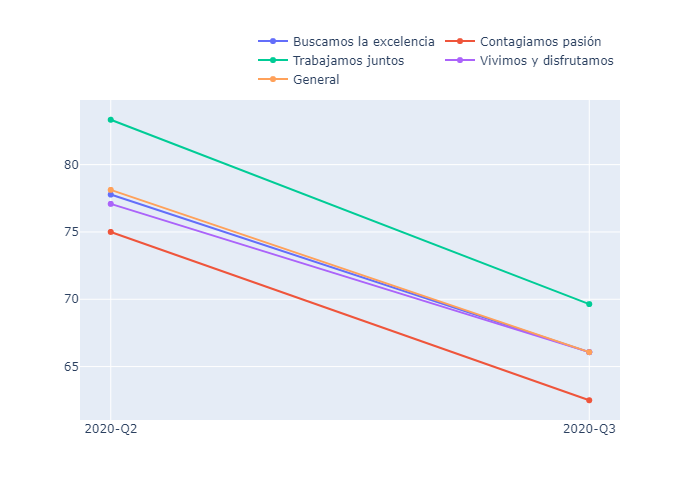 Buscamos la excelencia Contagiamos pasión
Trabajamos juntos Vivimos y disfrutamos
General
80
75
70
65
2020-Q2 2020-Q3